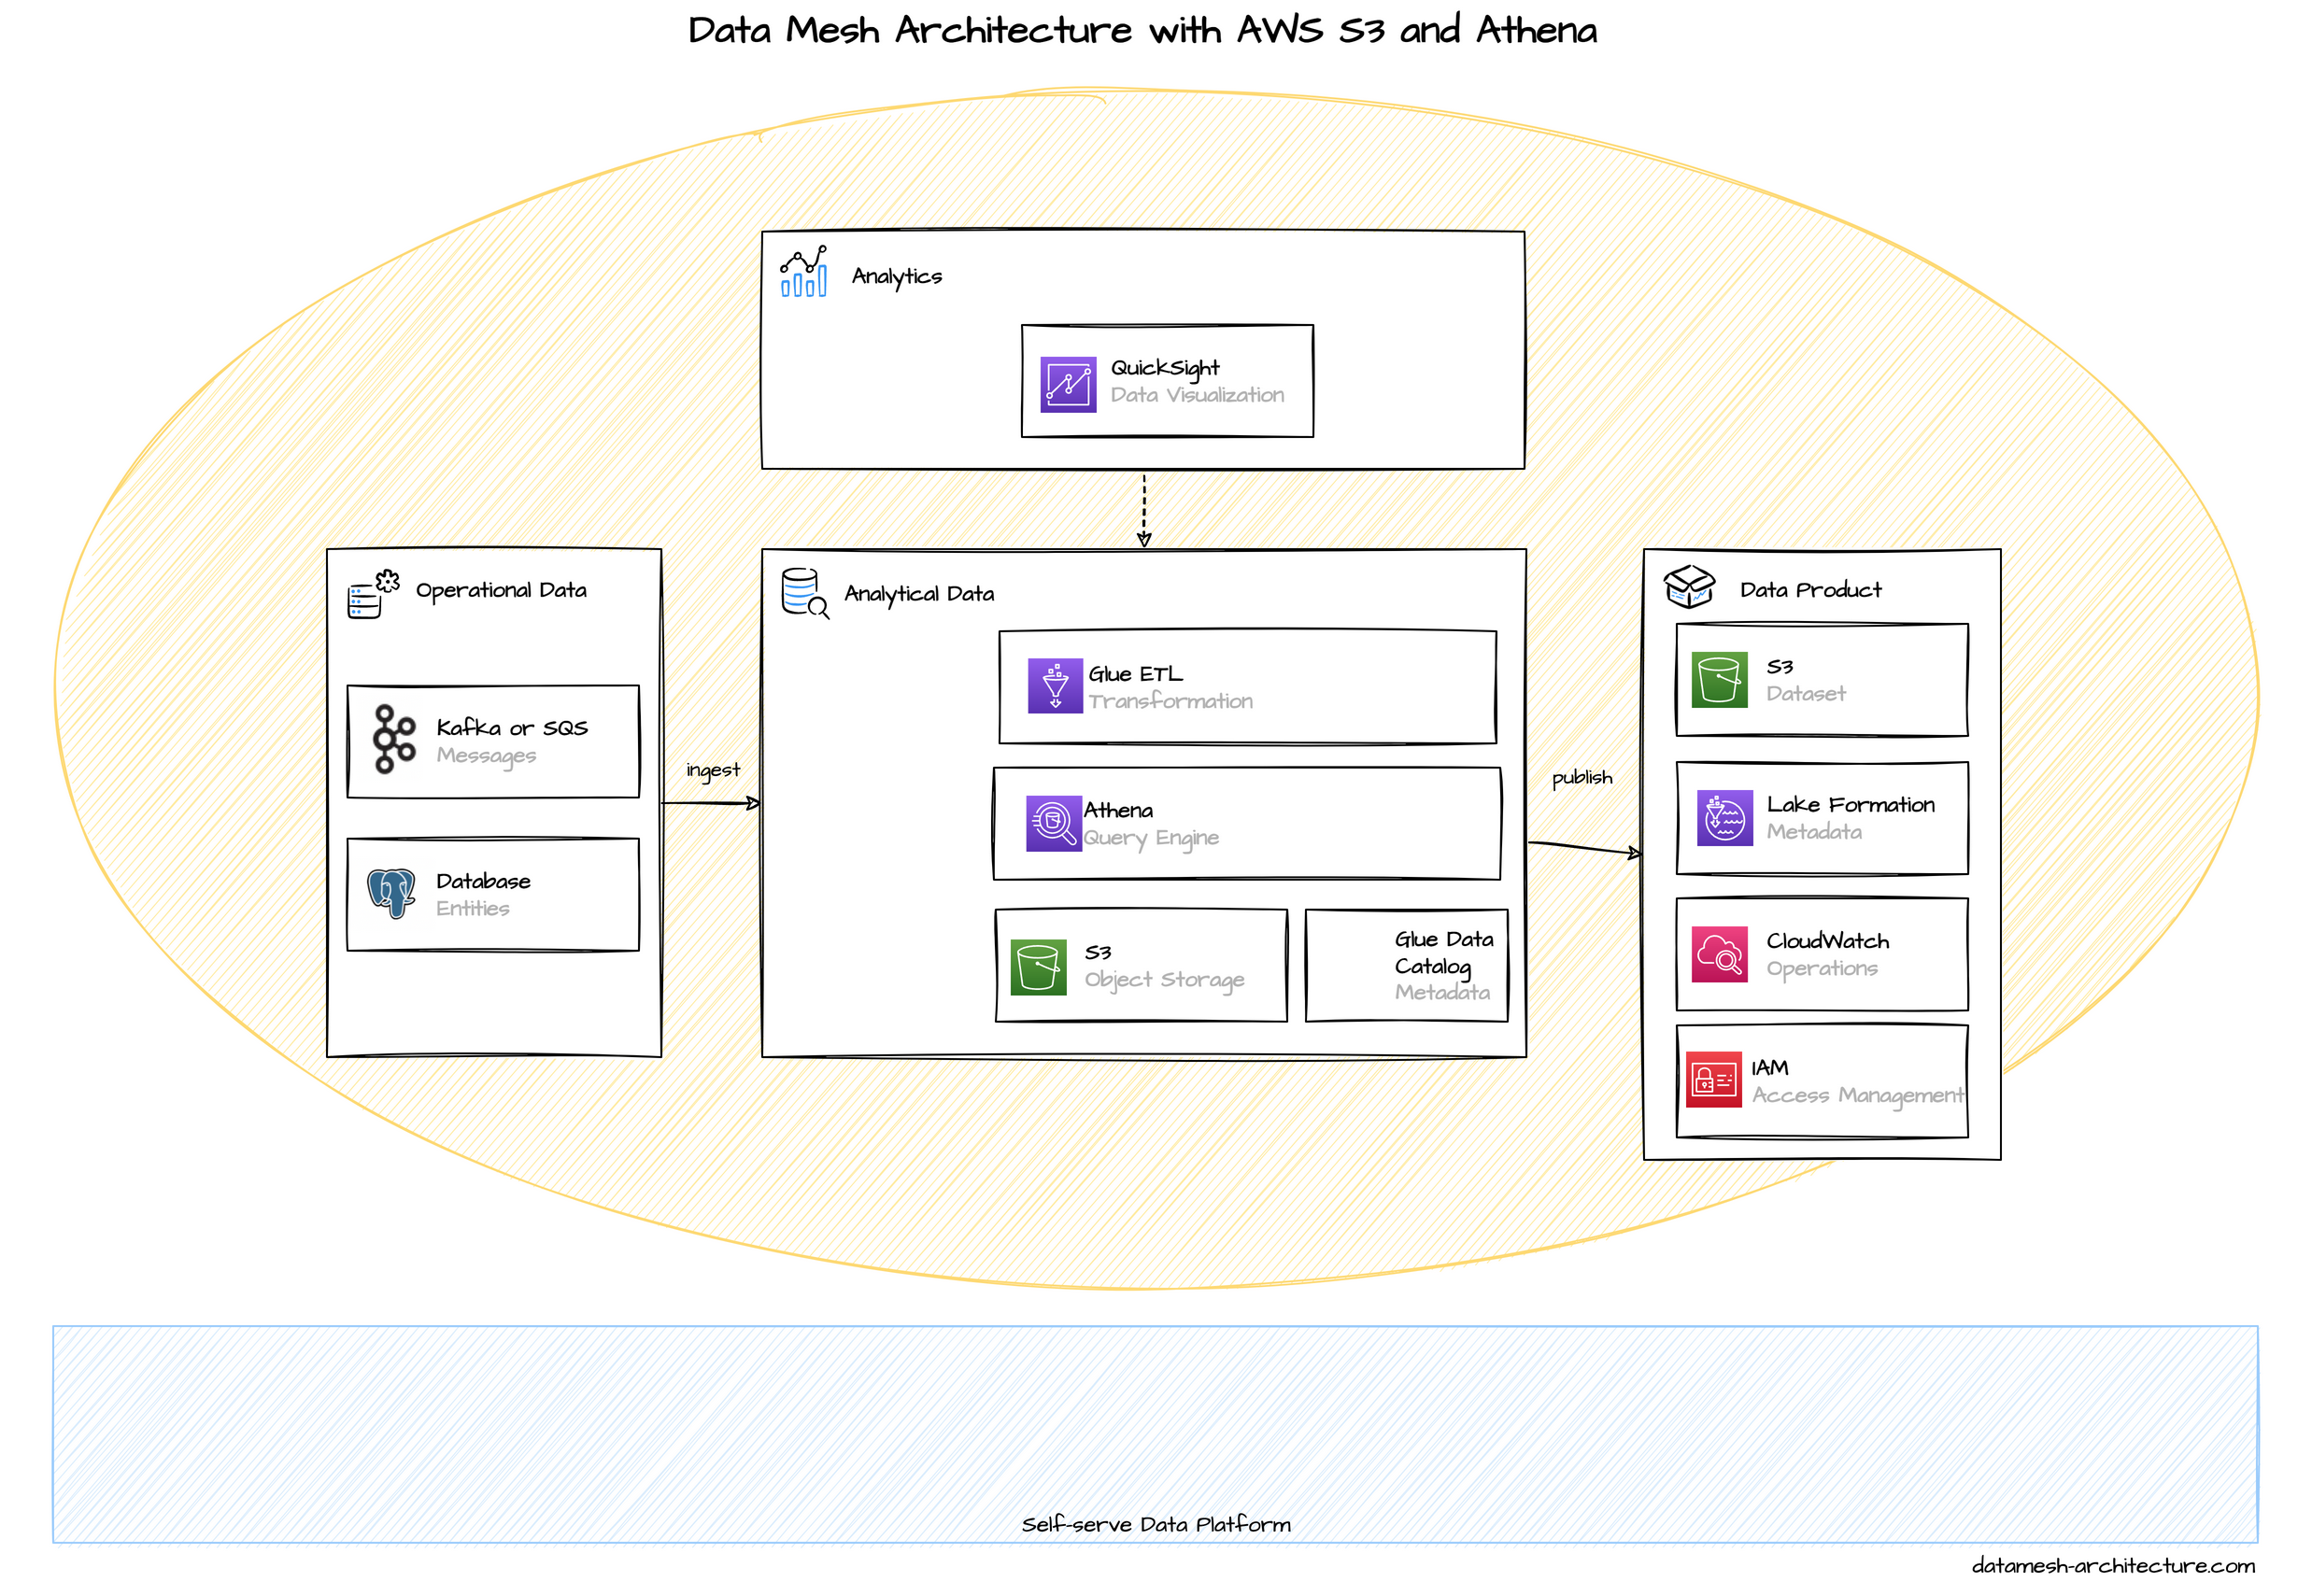 Data Mesh Architecture with AWS S3 and Athena
Analytics
QuickSight
Data Visualization
Operational Data
Kafka or SQS
Messages
Database
Entities
ingest
Analytical Data
Glue ETL
Transformation
Athena
Query Engine
S3
Object Storage
Glue Data
Catalog
Metadata
publish
Data Product
S3
Dataset
Lake Formation
Metadata
CloudWatch
Operations
IAM
Access Management
Self-serve Data Platform
datamesh-architecture.com